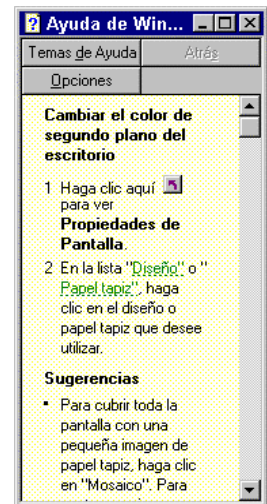 Ayuda de Win...
Temas de Ayuda Atrás
Opciones
Cambiar el color de
segundo plano del
escritorio
1 Haga clic aquí
para ver
Propiedades de
Pantalla.
2 En la lista "Diseño" o "
Papel tapiz", haga
clic en el diseño o
papel tapiz que desee
utilizar.
Sugerencias
▪ Para cubrir toda la
pantalla con una
pequeña imagen de
papel tapiz, haga clic
en "Mosaico". Para